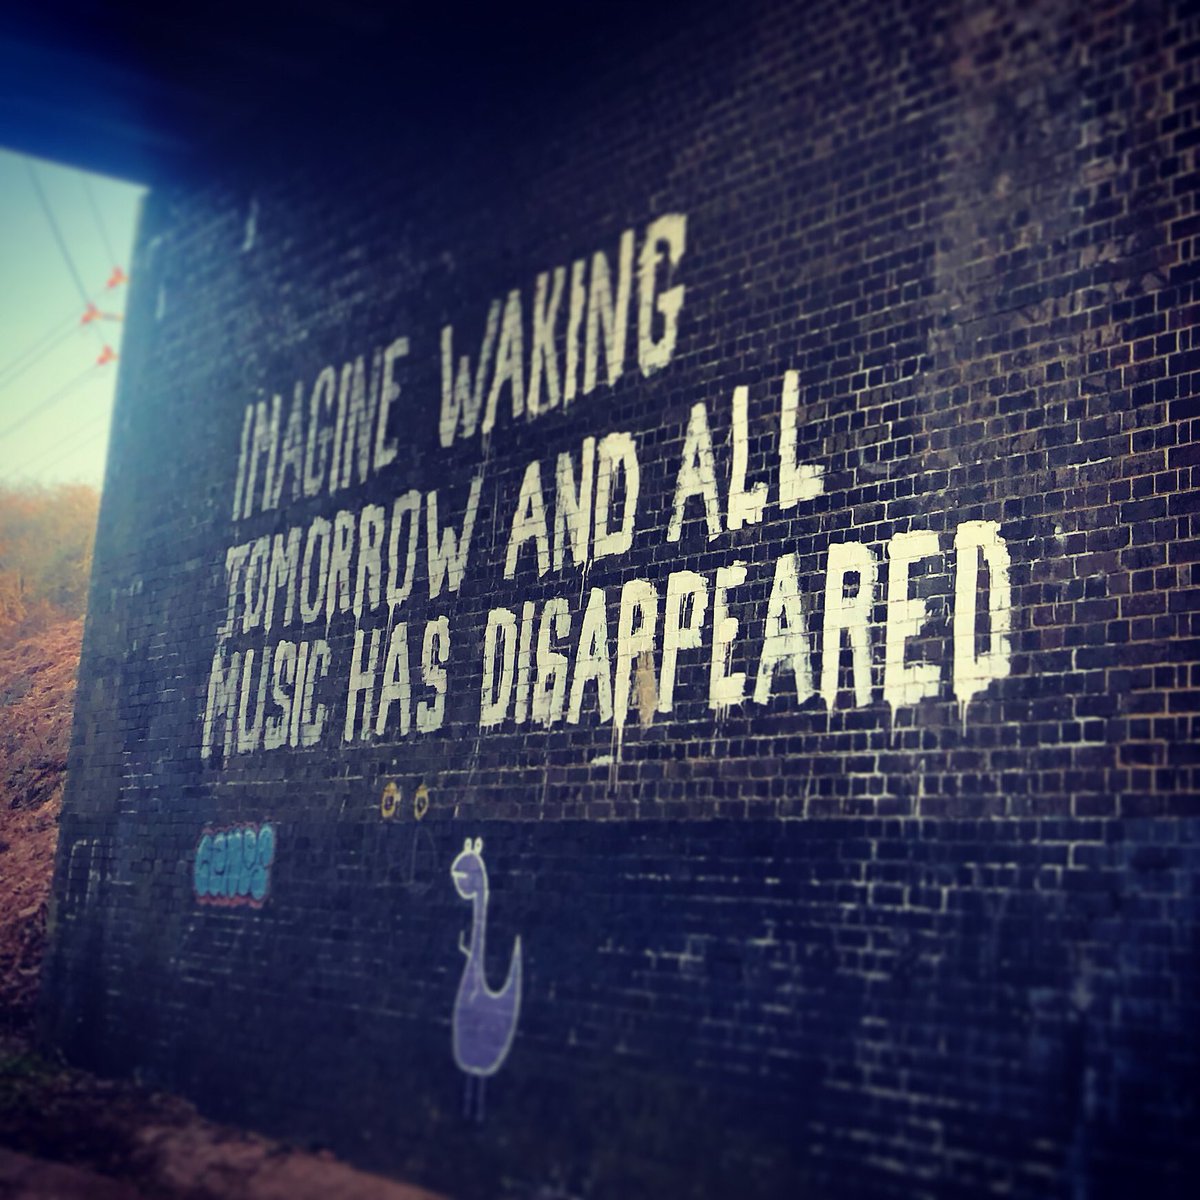 IMAGINE WAKING
TOMORROW AND ALL
MUSIC HAS DISAPPEARED